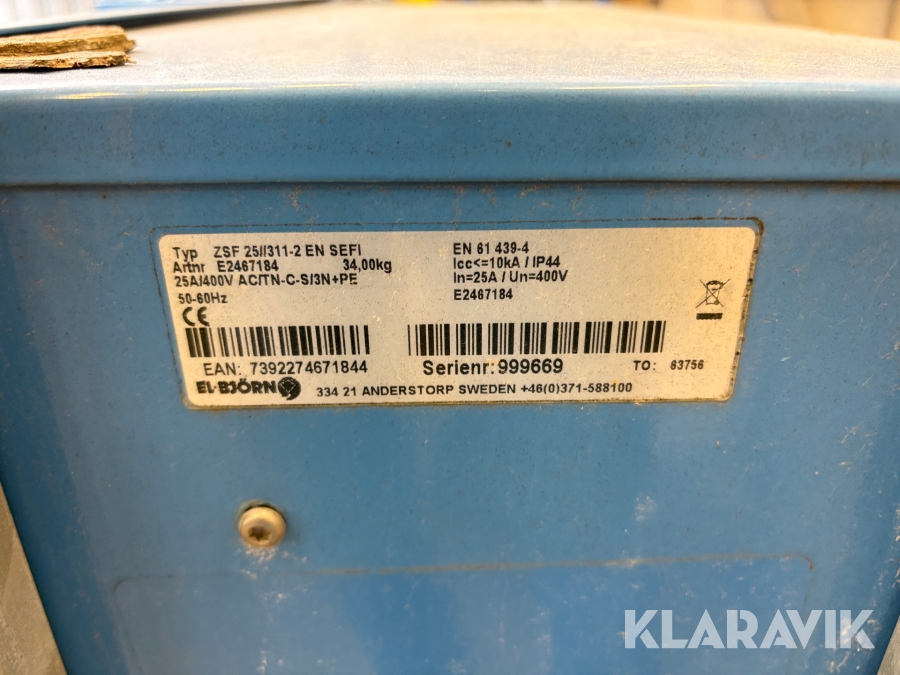 Typ ZSF 25//311-2 EN SEFI
Artnr E2467184 34,00kg
25A/400V AC/TN-C-S/3N+PE
50-60Hz
CE
EN 61 439-4
Icc<=10kA / IP44
In=25A / Un=400V
E2467184
EAN: 7392274671844
Serienr:999669
TO: 63756
EL-BJÖRN
334 21 ANDERSTORP SWEDEN +46(0)371-588100
KLARAVIK